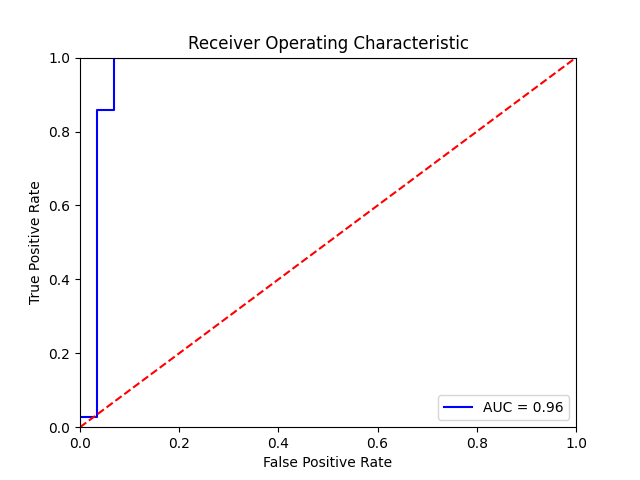 Receiver Operating Characteristic
1.0
0.8
0.6
0.4
0.2
0.0
True Positive Rate
AUC = 0.96
0.0 0.2 0.4 0.6 0.8 1.0
False Positive Rate